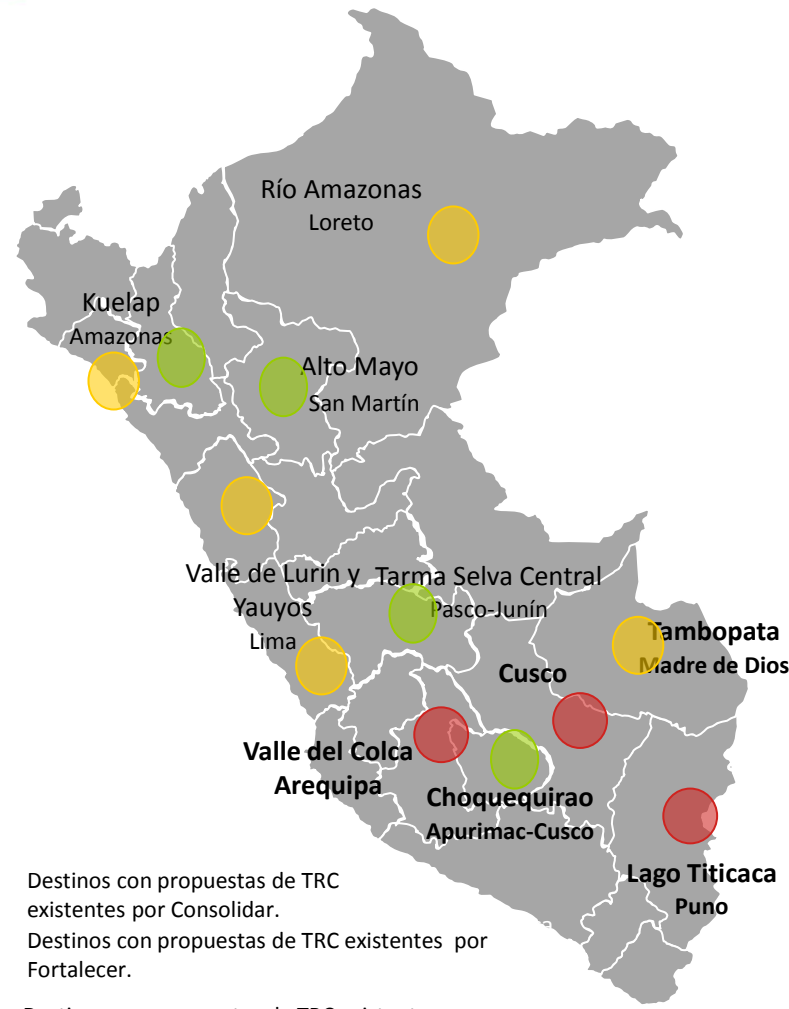 Río Amazonas
Loreto
Kuelap
Amazonas
Alto Mayo
San Martín
Valle de Lurin y
Yauyos
Lima
Tarma Selva Central
Pasco-Junín
Tambopata
Madre de Dios
Cusco
Valle del Colca
Arequipa
Choquequirao
Apurimac-Cusco
Lago Titicaca
Puno
Destinos con propuestas de TRC
existentes por Consolidar.
Destinos con propuestas de TRC existentes por
Fortalecer.